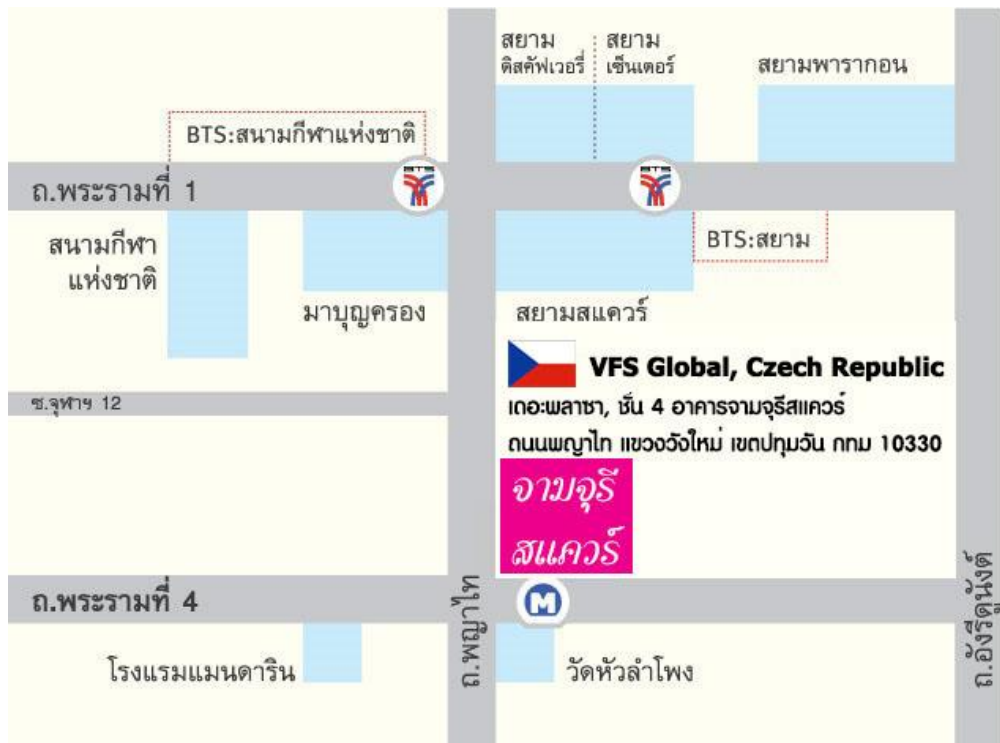 สยาม
ดิสคัฟเวอรี่
สยาม
เซ็นเตอร์
สยามพารากอน
BTS:สนามกีฬาแห่งชาติ
BTS
BTS
ถ.พระรามที่ 1
สนามกีฬา
แห่งชาติ
มาบุญครอง
BTS:สยาม
สยามสแควร์
VFS Global, Czech Republic
ซ.จุฬาฯ 12
เดอะพลาซา, ชั้น 4 อาคารจามจุรีสแควร์
ถนนพญาไท แขวงวังใหม่ เขตปทุมวัน กทม 10330
จามจุรี
สแควร์
ถ.พระรามที่ 4
M
ถ.พญาไท
ถ.อังรีดูนังต์
โรงแรมแมนดาริน
วัดหัวลำโพง